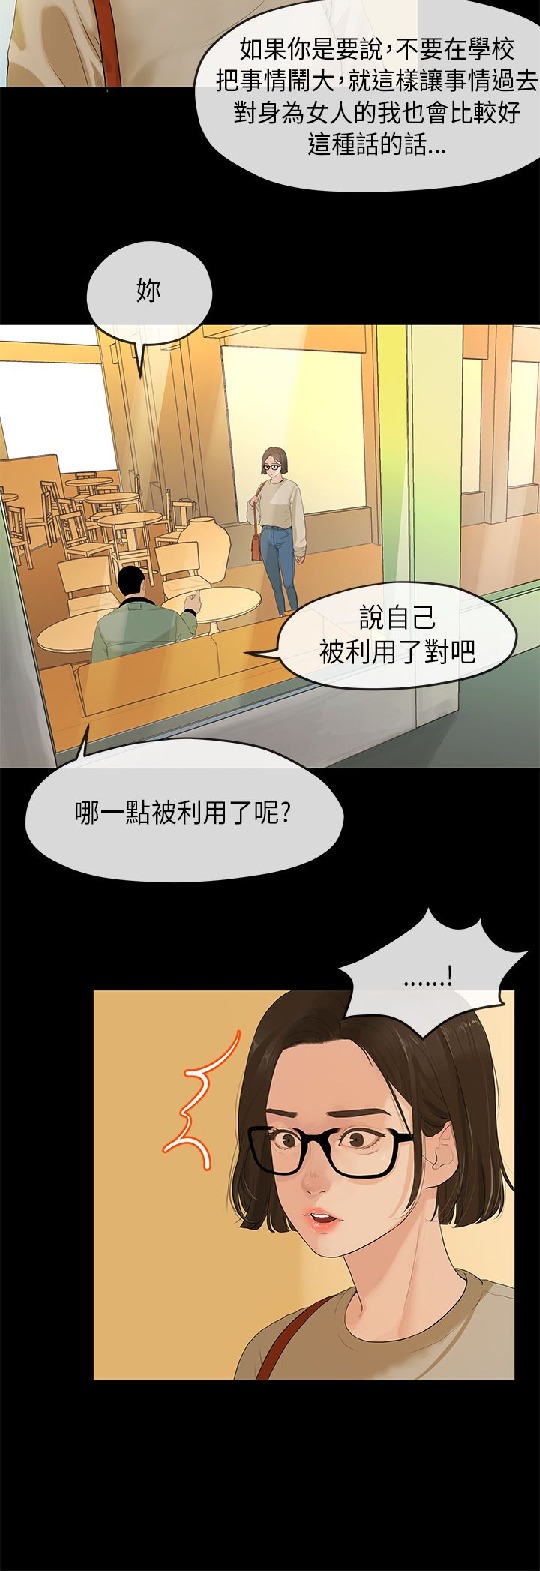 如果你是要說,不要在學校
把事情鬧大,就這樣讓事情過去
對身為女人的我也會比較好
這種話的話...
妳
說自己
被利用了對吧
哪一點被利用了呢?
......!